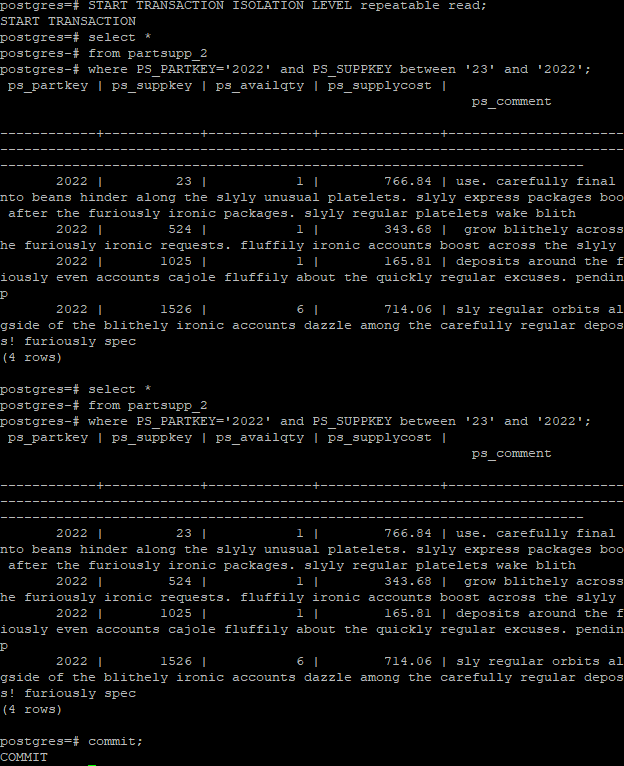 postgres=# START TRANSACTION ISOLATION LEVEL repeatable read;
START TRANSACTION
postgres=# select *
postgres-# from partsupp_2
postgres-# where PS_PARTKEY='2022' and PS_SUPPKEY between '23' and '2022';
 ps_partkey | ps_suppkey | ps_availqty | ps_supplycost |
                                                           ps_comment
------------+------------+-------------+---------------+----------------------
------------------------------------------------------------------------------
-------------------------------------------------------------------------
       2022 |         23 |           1 |        766.84 | use. carefully final
nto beans hinder along the slyly unusual platelets. slyly express packages boo
 after the furiously ironic packages. slyly regular platelets wake blith
       2022 |        524 |           1 |        343.68 |  grow blithely across
he furiously ironic requests. fluffily ironic accounts boost across the slyly
       2022 |       1025 |           1 |        165.81 | deposits around the f
iously even accounts cajole fluffily about the quickly regular excuses. pendin
p
       2022 |       1526 |           6 |        714.06 | sly regular orbits al
gside of the blithely ironic accounts dazzle among the carefully regular depos
s! furiously spec
(4 rows)
postgres=# select *
postgres-# from partsupp_2
postgres-# where PS_PARTKEY='2022' and PS_SUPPKEY between '23' and '2022';
 ps_partkey | ps_suppkey | ps_availqty | ps_supplycost |
                                                           ps_comment
------------+------------+-------------+---------------+----------------------
------------------------------------------------------------------------------
-------------------------------------------------------------------------
       2022 |         23 |           1 |        766.84 | use. carefully final
nto beans hinder along the slyly unusual platelets. slyly express packages boo
 after the furiously ironic packages. slyly regular platelets wake blith
       2022 |        524 |           1 |        343.68 |  grow blithely across
he furiously ironic requests. fluffily ironic accounts boost across the slyly
       2022 |       1025 |           1 |        165.81 | deposits around the f
iously even accounts cajole fluffily about the quickly regular excuses. pendin
p
       2022 |       1526 |           6 |        714.06 | sly regular orbits al
gside of the blithely ironic accounts dazzle among the carefully regular depos
s! furiously spec
(4 rows)
postgres=# commit;
COMMIT